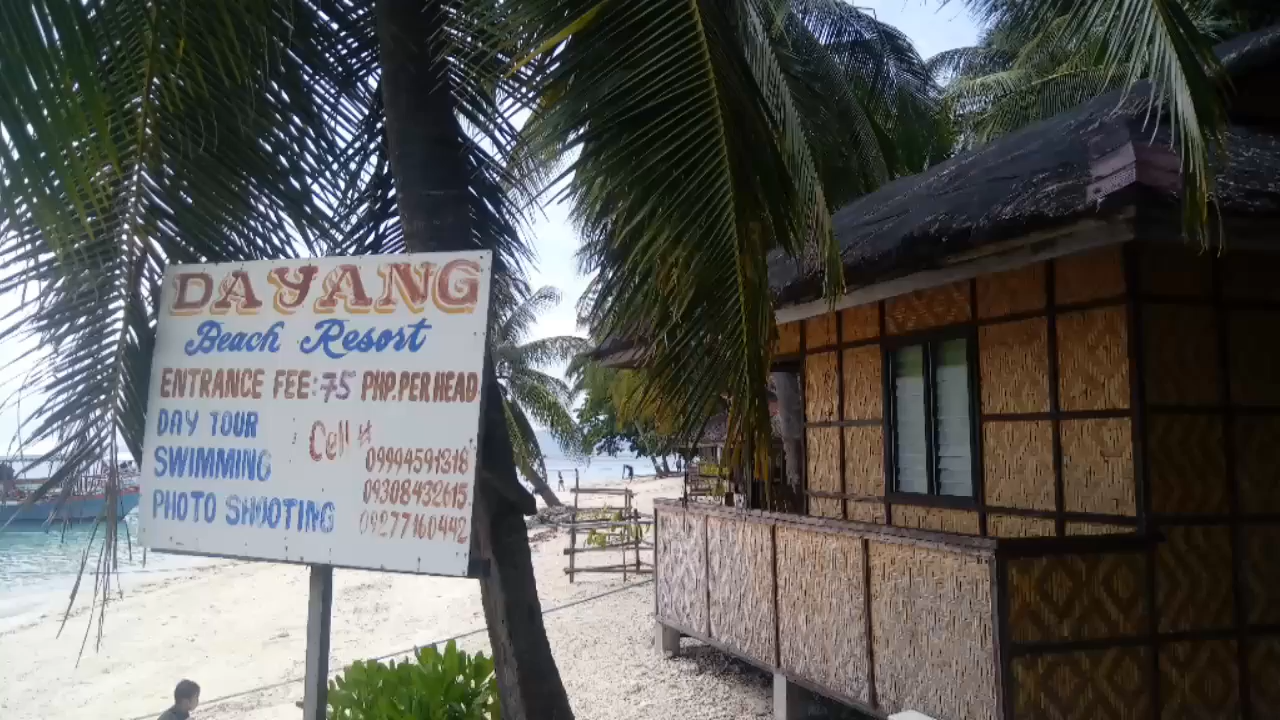 DAYANG
Beach Resort
ENTRANCE FEE:75 PHP.PER HEAD
DAY TOUR
SWIMMING
PHOTO SHOOTING
Cell #
09994591318
09308432615
09277160442